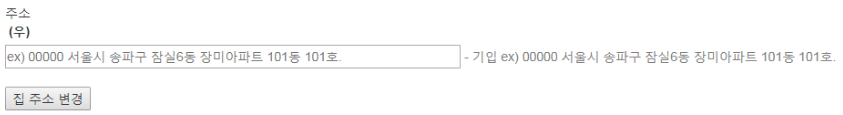 주소
(우)
ex) 00000 서울시 송파구 잠실6동 장미아파트 101동 101호. - 기입 ex) 00000 서울시 송파구 잠실6동 장미아파트 101동 101호.
집 주소 변경